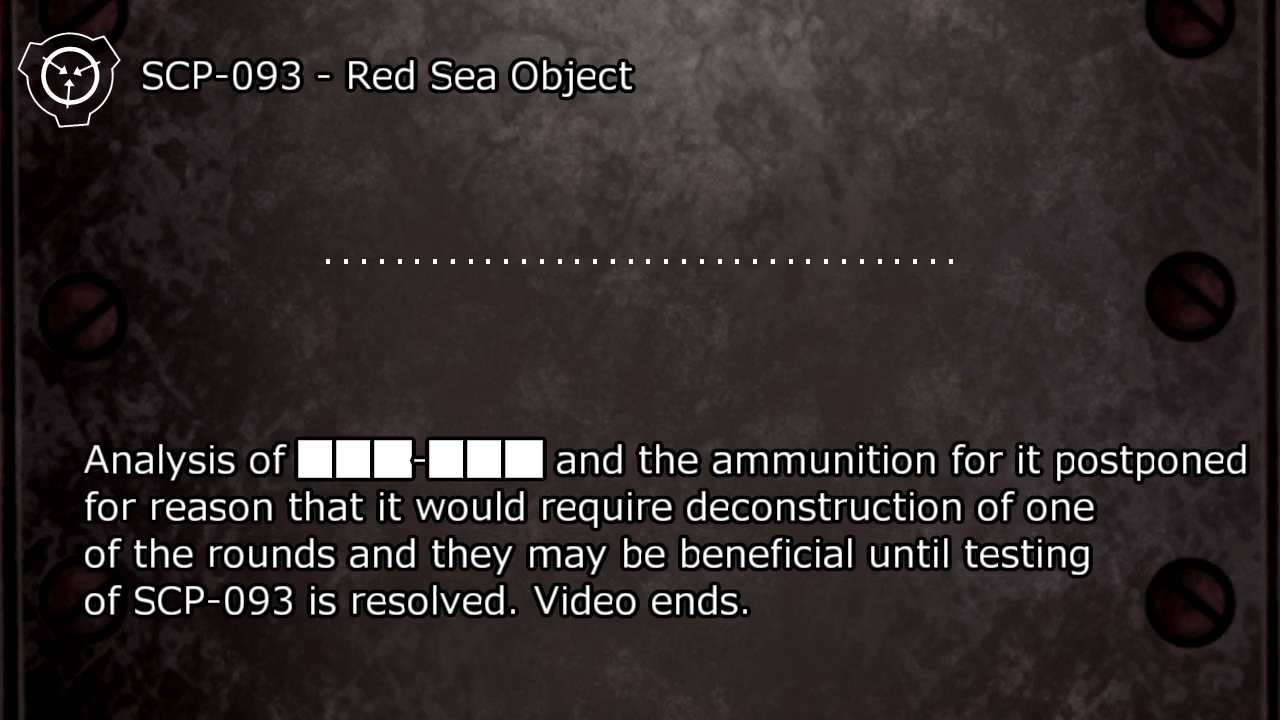 SCP-093 - Red Sea Object
....................................
Analysis of ███-███ and the ammunition for it postponed
for reason that it would require deconstruction of one
of the rounds and they may be beneficial until testing
of SCP-093 is resolved. Video ends.